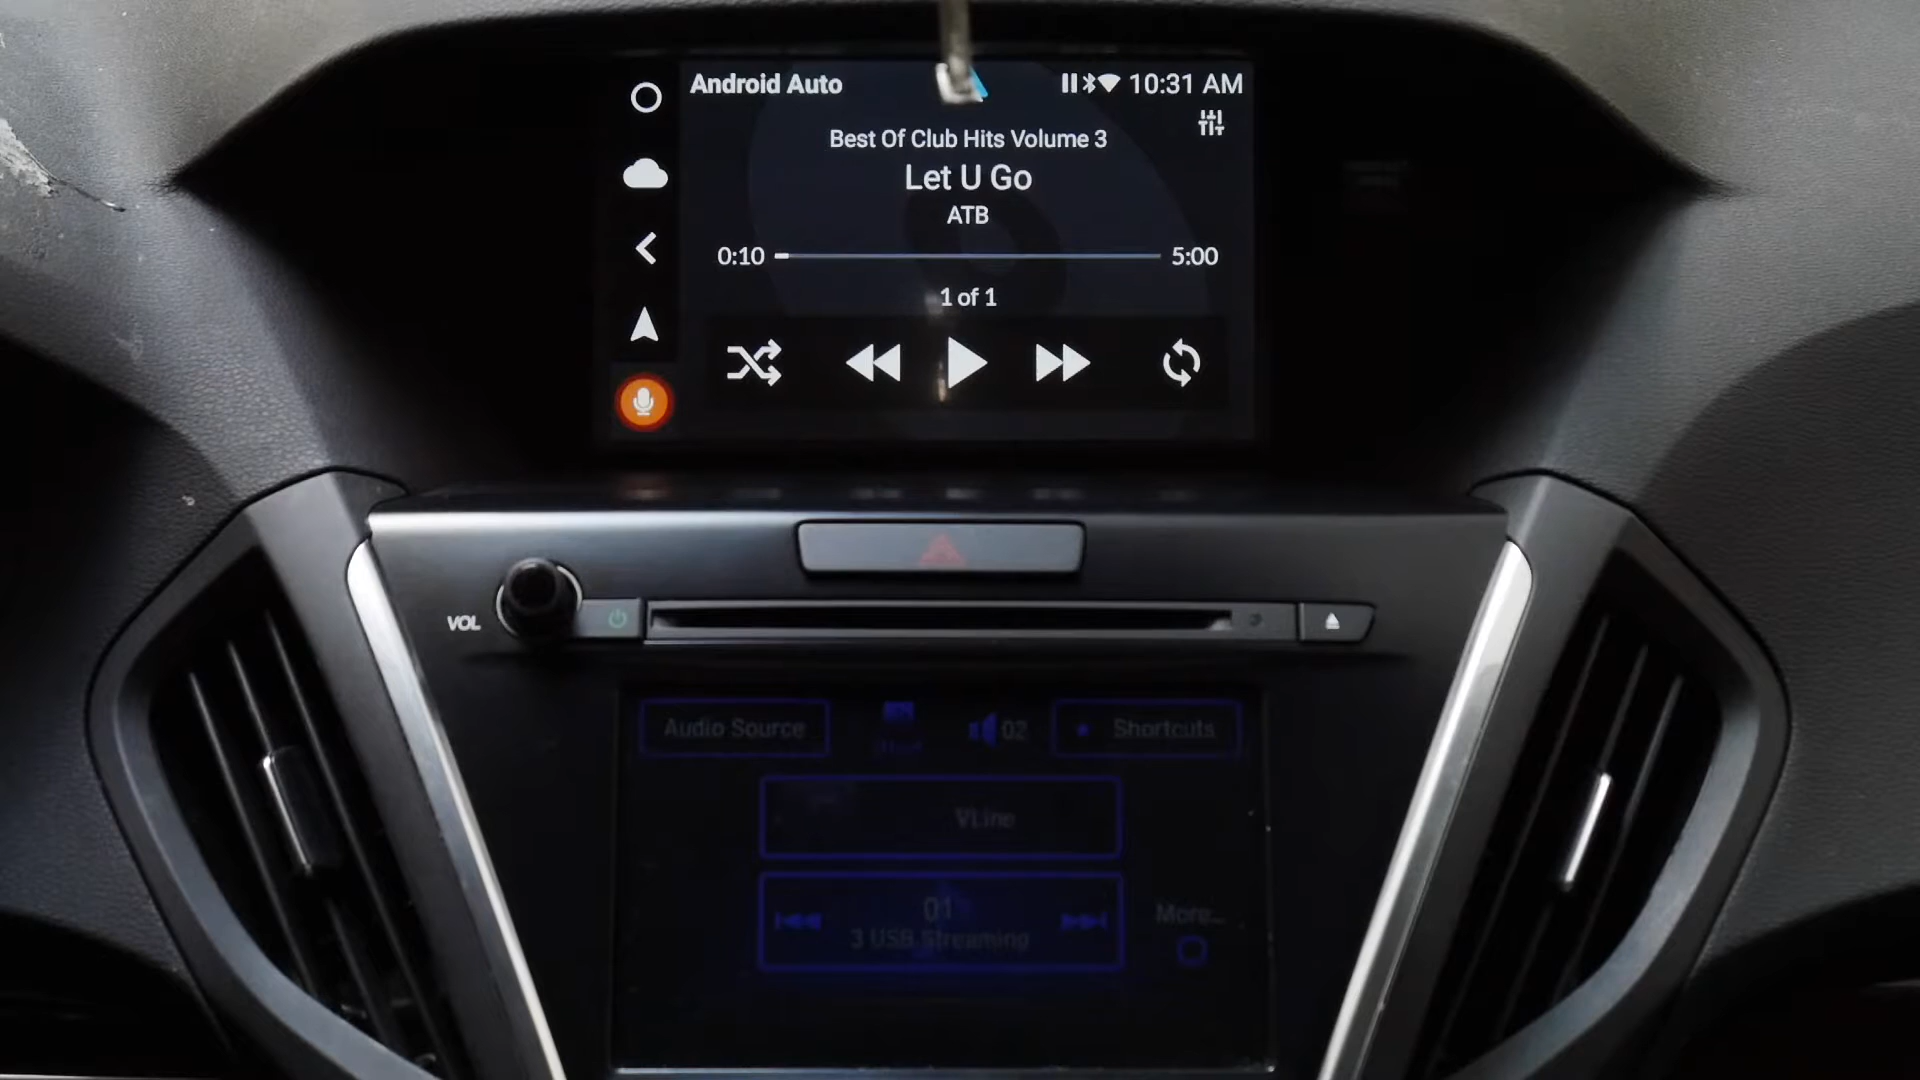 Android Auto
10:31 AM
Best Of Club Hits Volume 3
Let U Go
ATB
0:10
5:00
1 of 1
VOL
Audio Source
02
Shortcuts
VLine
01
3 USB Streaming
More...